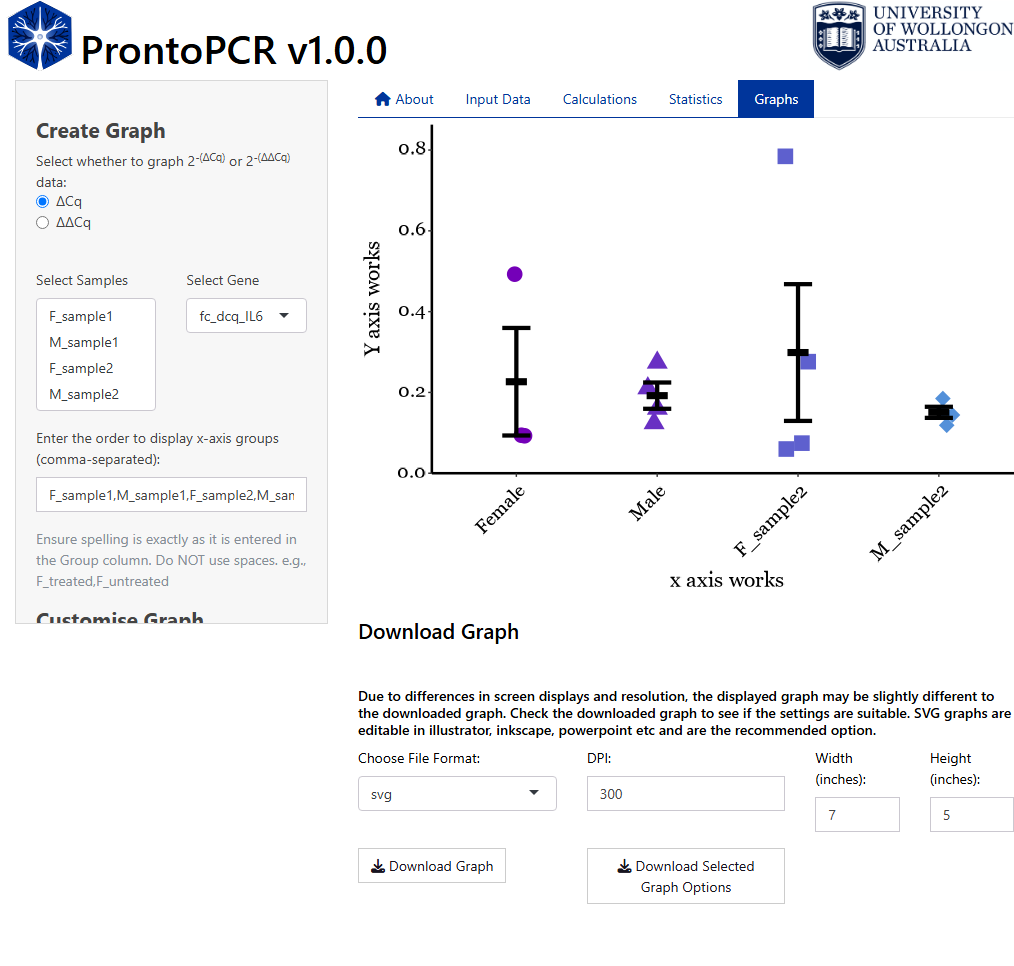 ProntoPCR v1.0.0
UNIVERSITY
OF WOLLONGONG
AUSTRALIA
About
Input Data
Calculations
Statistics
Graphs
Create Graph
Select whether to graph 2-(ΔCq) or 2-(ΔΔCq)
data:
ΔCq
ΔΔCq
Select Samples
Select Gene
F_sample1
M_sample1
F_sample2
M_sample2
fc_dcq_IL6
Enter the order to display x-axis groups
(comma-separated):
F_sample1,M_sample1,F_sample2,M_sam
Ensure spelling is exactly as it is entered in
the Group column. Do NOT use spaces. e.g.,
F_treated,F_untreated
Customise Graph
Y axis works
0.8
0.6
0.4
0.2
0.0
Female
Male
F_sample2
M_sample2
x axis works
Download Graph
Due to differences in screen displays and resolution, the displayed graph may be slightly different to
the downloaded graph. Check the downloaded graph to see if the settings are suitable. SVG graphs are
editable in illustrator, inkscape, powerpoint etc and are the recommended option.
Choose File Format:
svg
DPI:
300
Width
(inches):
7
Height
(inches):
5
Download Graph
Download Selected
Graph Options